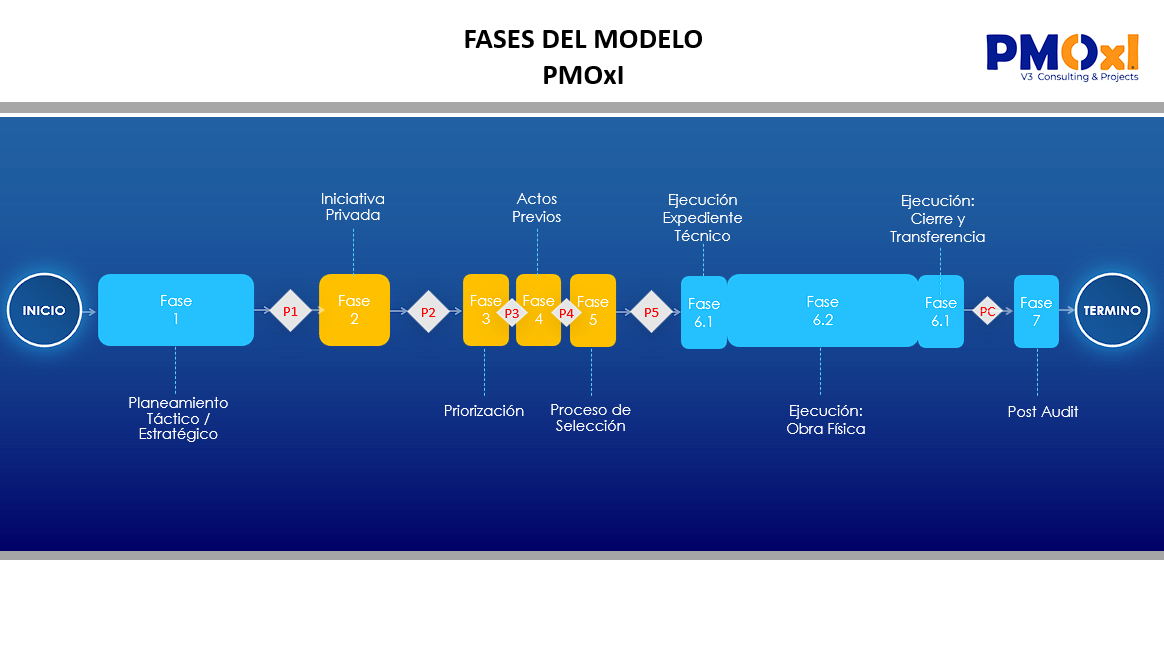 FASES DEL MODELO
PMOxI
PMOxI
V3 Consulting & Projects
Iniciativa
Privada
Actos
Previos
Ejecución
Expediente
Técnico
Ejecución:
Cierre y
Transferencia
INICIO
Fase
1
P1
Fase
2
P2
Fase
3
P3
Fase
4
P4
Fase
5
P5
Fase
6.1
Fase
6.2
Fase
6.1
PC
Fase
7
TERMINO
Planeamiento
Táctico /
Estratégico
Priorización
Proceso de
Selección
Ejecución:
Obra Física
Post Audit